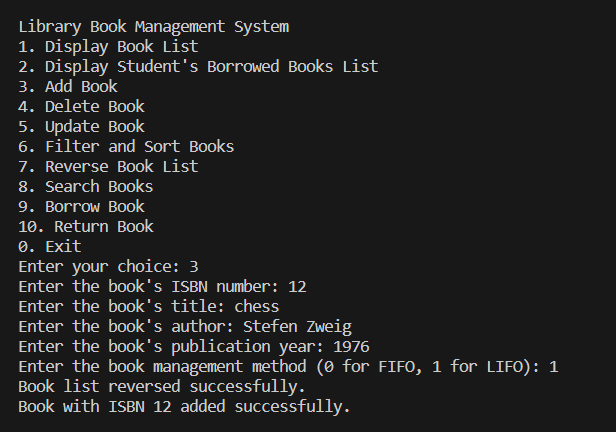 Library Book Management System
1. Display Book List
2. Display Student's Borrowed Books List
3. Add Book
4. Delete Book
5. Update Book
6. Filter and Sort Books
7. Reverse Book List
8. Search Books
9. Borrow Book
10. Return Book
0. Exit
Enter your choice: 3
Enter the book's ISBN number: 12
Enter the book's title: chess
Enter the book's author: Stefen Zweig
Enter the book's publication year: 1976
Enter the book management method (0 for FIFO, 1 for LIFO): 1
Book list reversed successfully.
Book with ISBN 12 added successfully.